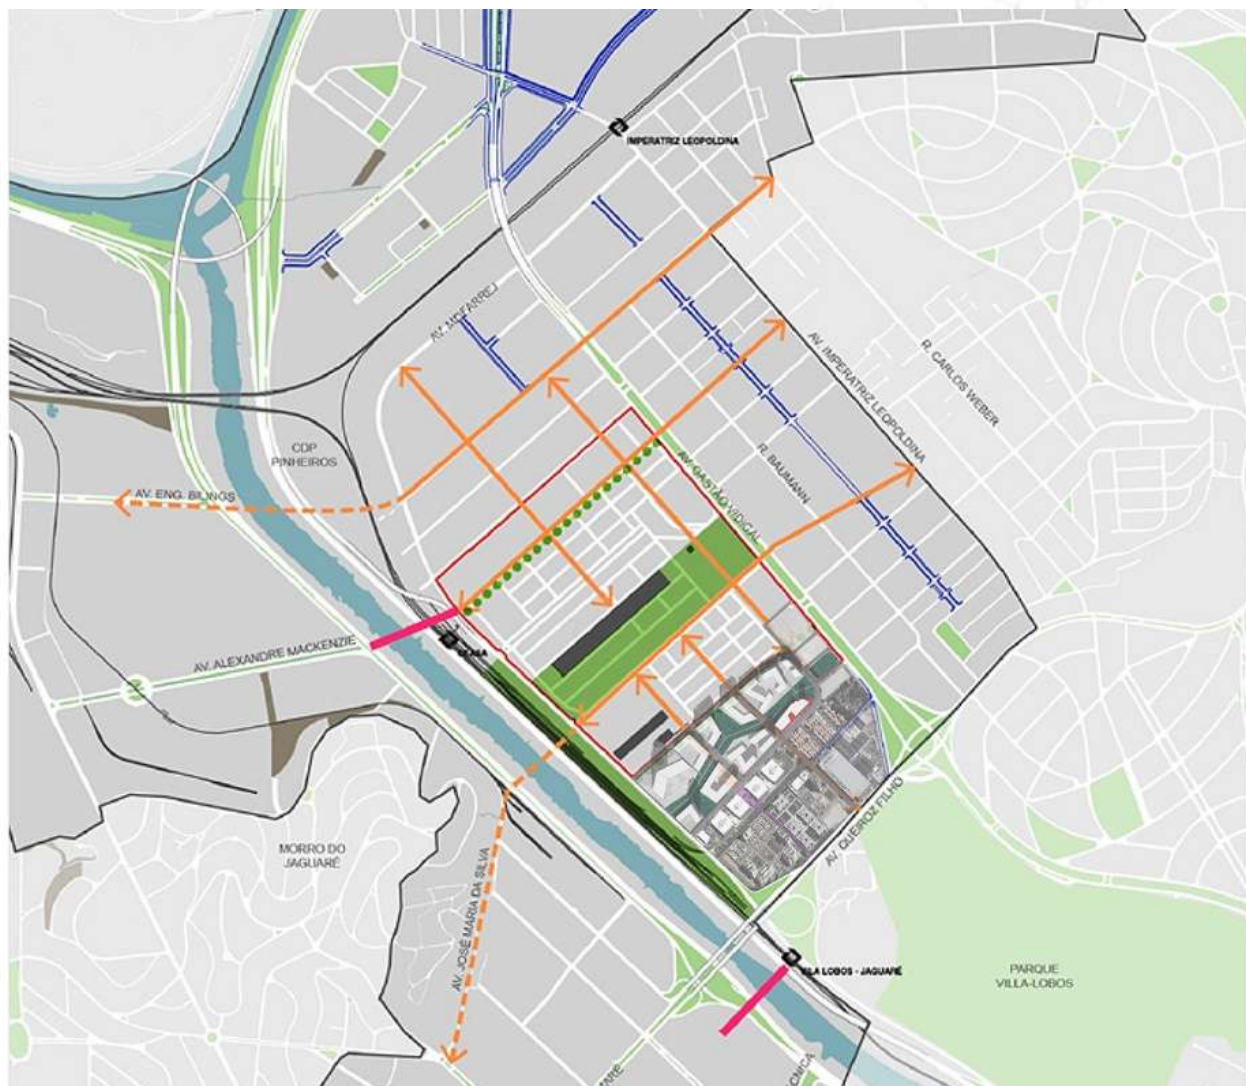 IMPERATRIZ LEOPOLDINA
AV. MOFARREJ
AV. IMPERATRIZ LEOPOLDINA
R. CARLOS WEBER
CDP
PINHEIROS
AV. GASTÃO VIDIGAL
R. BAUMANN
AV. ENG. BILLINGS
AV. ALEXANDRE MACKENZIE
CEASA
MORRO DO
JAGUARÉ
AV. QUEIROZ FILHO
AV. JOSÉ MARIA DA SILVA
VILA LOBOS - JAGUARÉ
PARQUE
VILLA-LOBOS